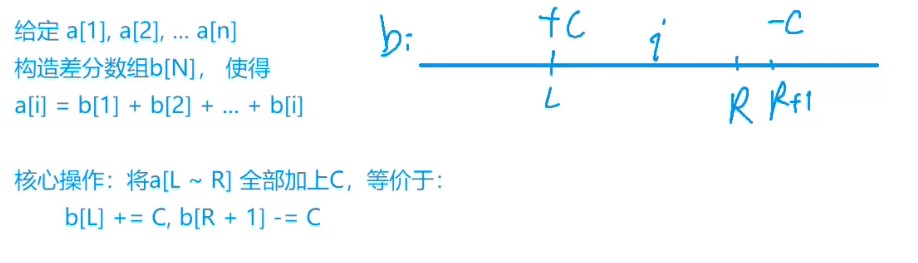 给定 a[1], a[2], ... a[n]
构造差分数组b[N]， 使得
a[i] = b[1] + b[2] + ... + b[i]
核心操作：将a[L ~ R] 全部加上C，等价于：
b[L] += C, b[R + 1] -= C
bi
+C
i
-C
L
R
R+1